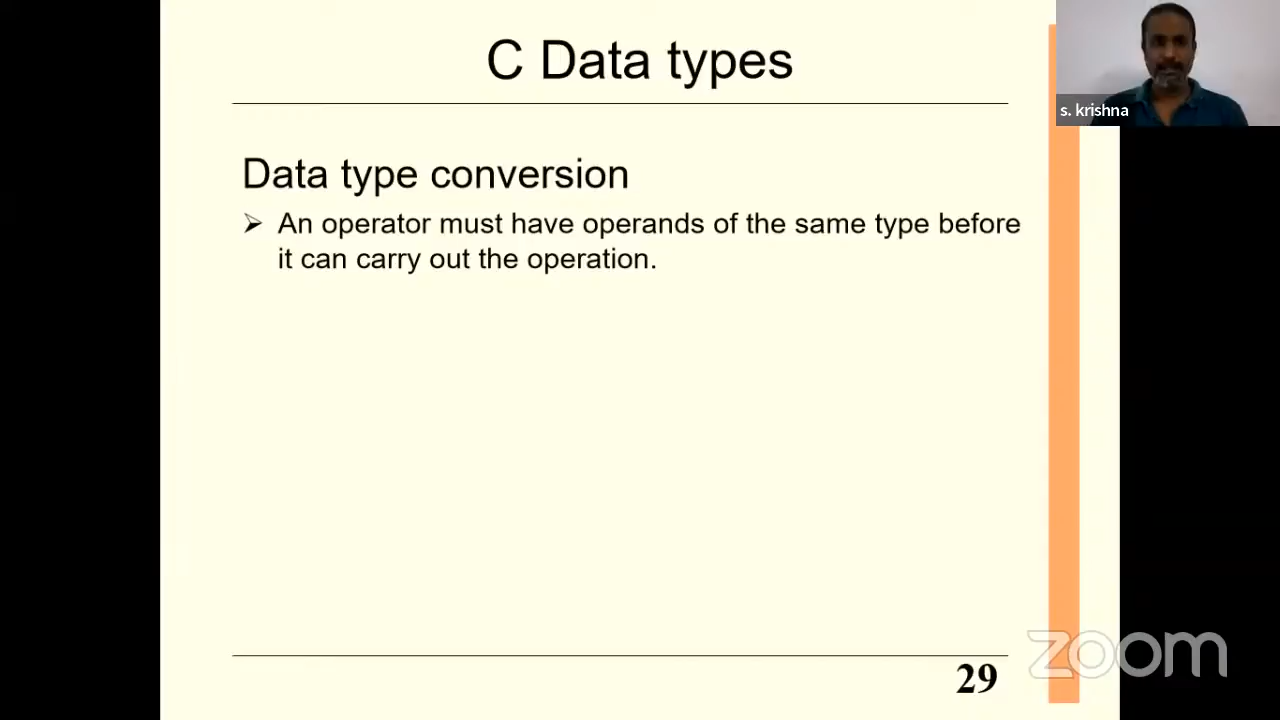 C Data types
s. krishna
Data type conversion
An operator must have operands of the same type before
it can carry out the operation.
zoom
29